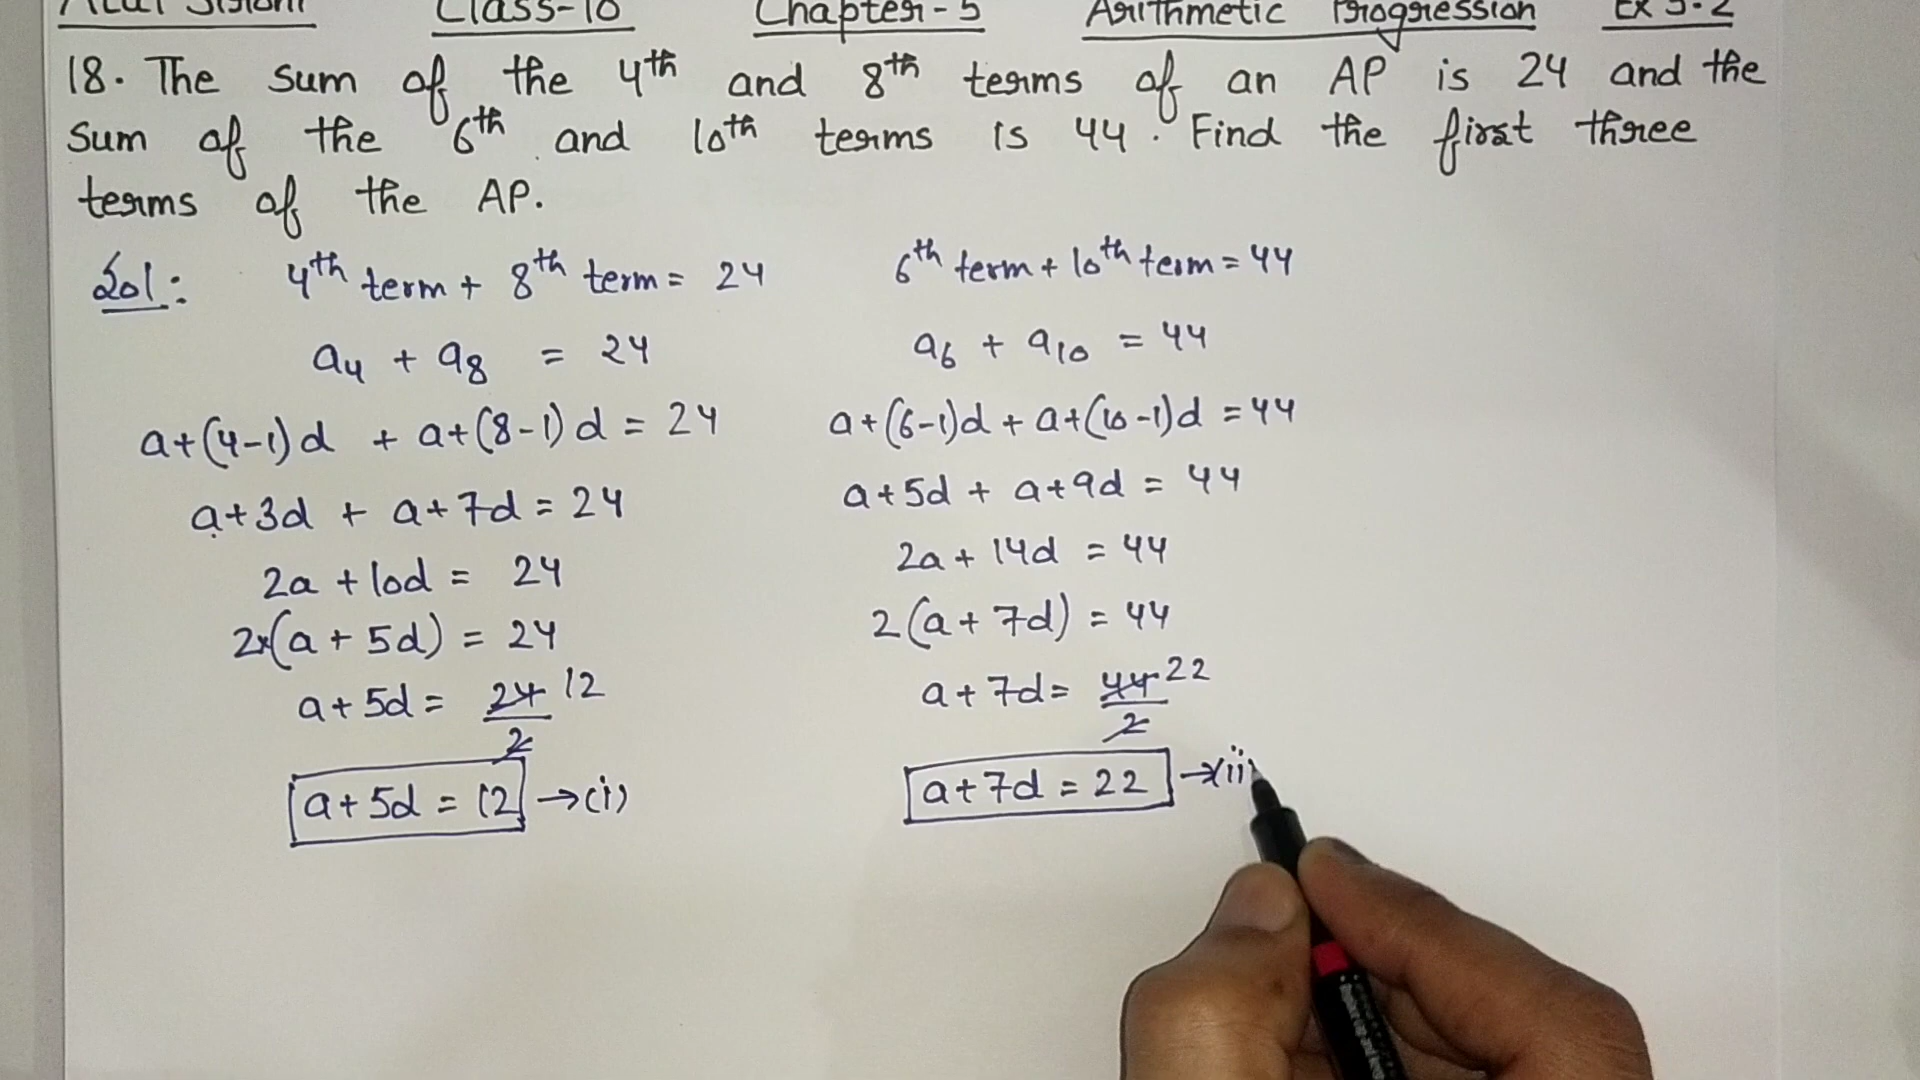 Class-10 Chapter-5 Arithmetic Progression Ex 5.2
18. The sum of the 4th and 8th terms of an AP is 24 and the
sum of the 6th and 10th terms is 44. Find the first three
terms of the AP.
Sol:
4th term + 8th term = 24
a4 + a8 = 24
a+(4-1)d + a+(8-1)d = 24
a+3d + a+7d = 24
2a + 10d = 24
2×(a + 5d) = 24
a + 5d = 24/2 12
a + 5d = 12 →(i)
6th term + 10th term = 44
a6 + a10 = 44
a+(6-1)d + a+(10-1)d = 44
a+5d + a+9d = 44
2a + 14d = 44
2(a + 7d) = 44
a + 7d = 44/2 22
a + 7d = 22 →(ii)